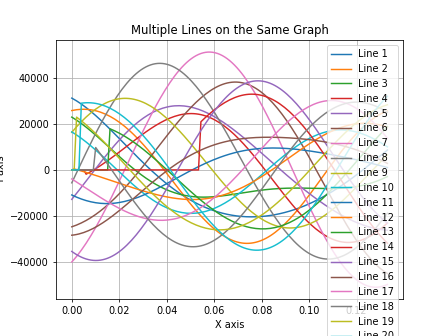 Multiple Lines on the Same Graph
40000
20000
0
−20000
−40000
0.00
0.02
0.04
0.06
0.08
0.10
X axis
Line 1
Line 2
Line 3
Line 4
Line 5
Line 6
Line 7
Line 8
Line 9
Line 10
Line 11
Line 12
Line 13
Line 14
Line 15
Line 16
Line 17
Line 18
Line 19
Line 20